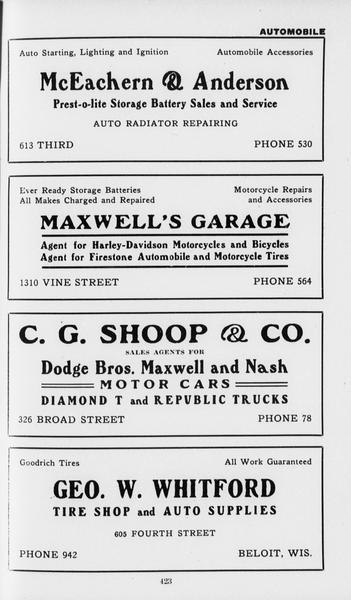 AUTOMOBILE
Auto Starting, Lighting and Ignition Automobile Accessories
McEachern & Anderson
Prest-o-lite Storage Battery Sales and Service
AUTO RADIATOR REPAIRING
613 THIRD PHONE 530
Ever Ready Storage Batteries Motorcycle Repairs
All Makes Charged and Repaired and Accessories
MAXWELL'S GARAGE
Agent for Harley-Davidson Motorcycles and Bicycles
Agent for Firestone Automobile and Motorcycle Tires
1310 VINE STREET PHONE 564
C. G. SHOOP & CO.
SALES AGENTS FOR
Dodge Bros. Maxwell and Nash
MOTOR CARS
DIAMOND T and REPVBLIC TRUCKS
326 BROAD STREET PHONE 78
Goodrich Tires All Work Guaranteed
GEO. W. WHITFORD
TIRE SHOP and AUTO SUPPLIES
605 FOURTH STREET
PHONE 942 BELOIT, WIS.
423